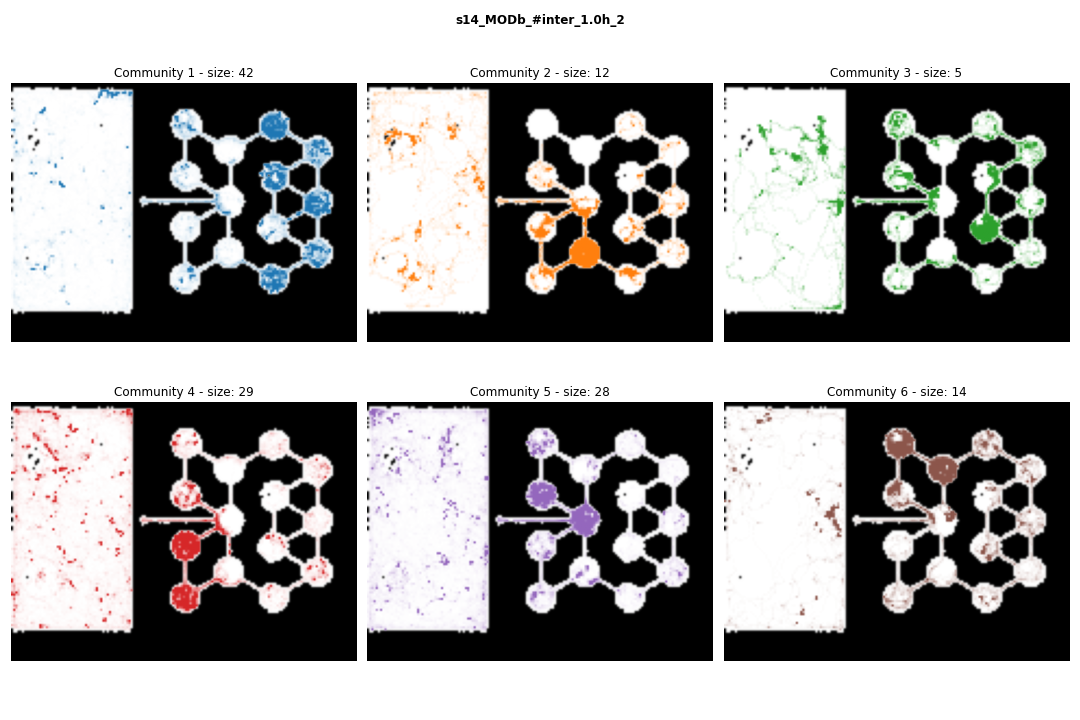 s14_MODb_#inter_1.0h_2
Community 1 - size: 42
Community 2 - size: 12
Community 3 - size: 5
Community 4 - size: 29
Community 5 - size: 28
Community 6 - size: 14